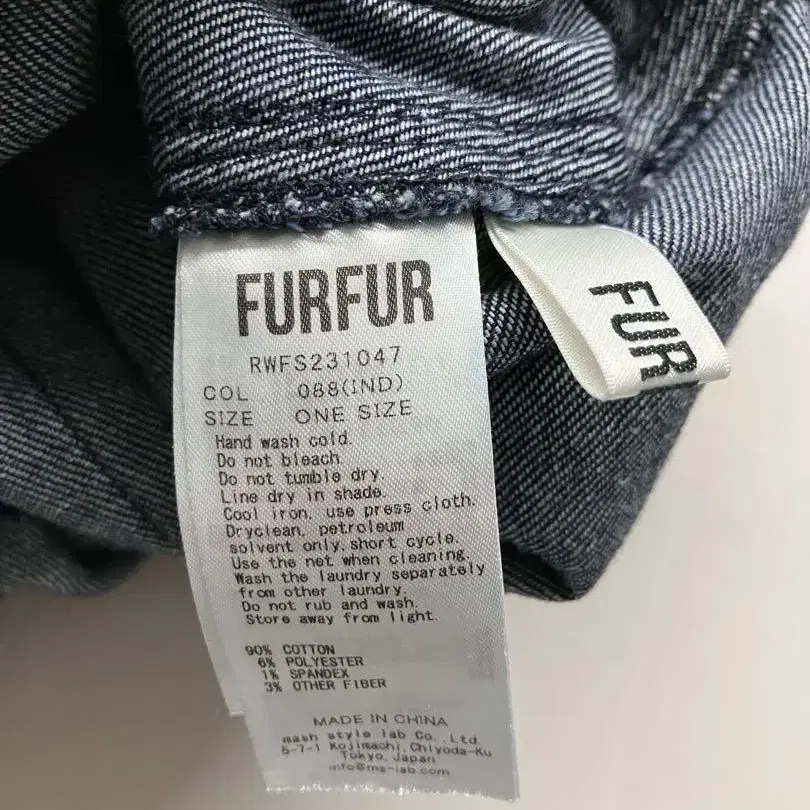 FURFUR
RWFS231047
COL 088(IND)
SIZE ONE SIZE
Hand wash cold.
Do not bleach.
Do not tumble dry.
Line dry in shade.
Cool iron, use press cloth.
Dryclean, petroleum
solvent only, short cycle.
Use the net when cleaning.
Wash the laundry separately
from other laundry.
Do not rub and wash.
Store away from light.
90% COTTON
6% POLYESTER
1% SPANDEX
3% OTHER FIBER
MADE IN CHINA
mash style lab Co., Ltd.
5-7-1 Kojimachi, Chiyoda-Ku
Tokyo, Japan
info@ms-lab.com
FUR